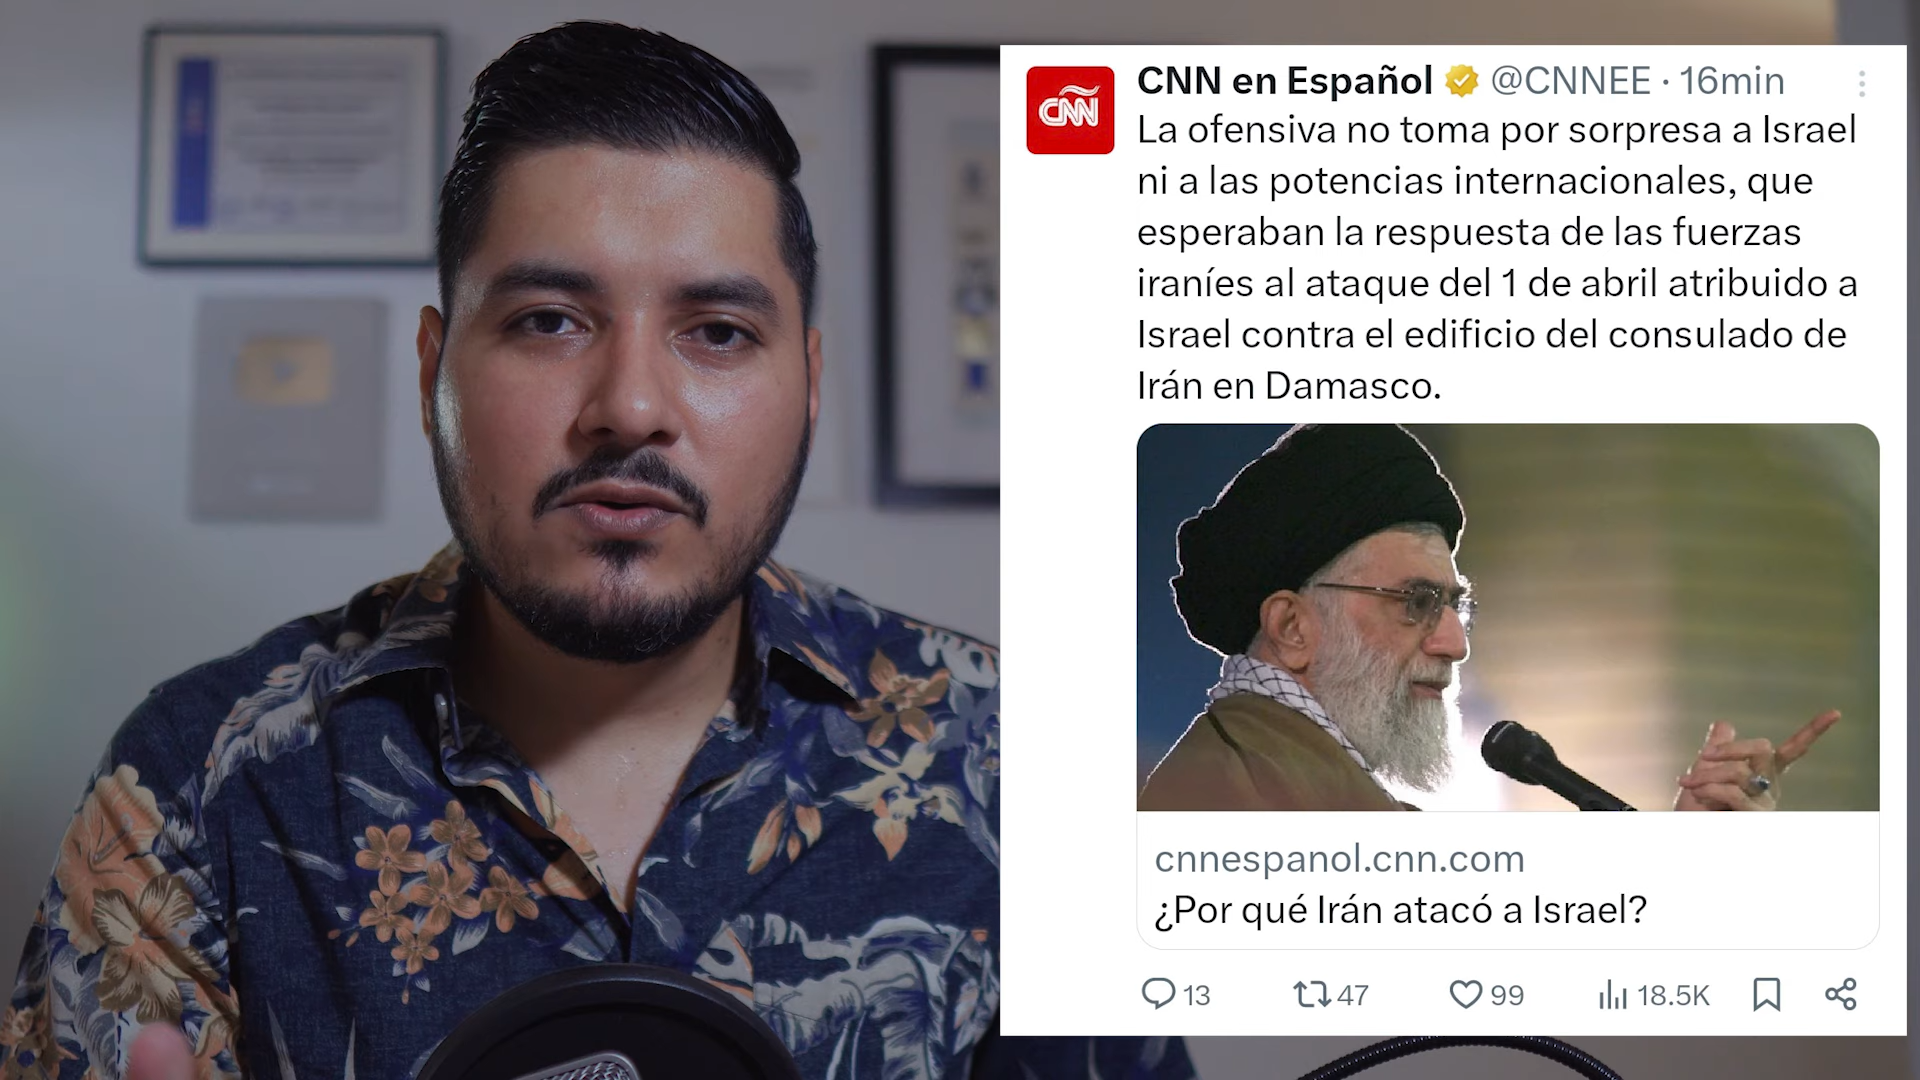 CNN en Español @CNNEE · 16min
CNN
La ofensiva no toma por sorpresa a Israel
ni a las potencias internacionales, que
esperaban la respuesta de las fuerzas
iraníes al ataque del 1 de abril atribuido a
Israel contra el edificio del consulado de
Irán en Damasco.
cnnespanol.cnn.com
¿Por qué Irán atacó a Israel?
13 47 99 18.5K